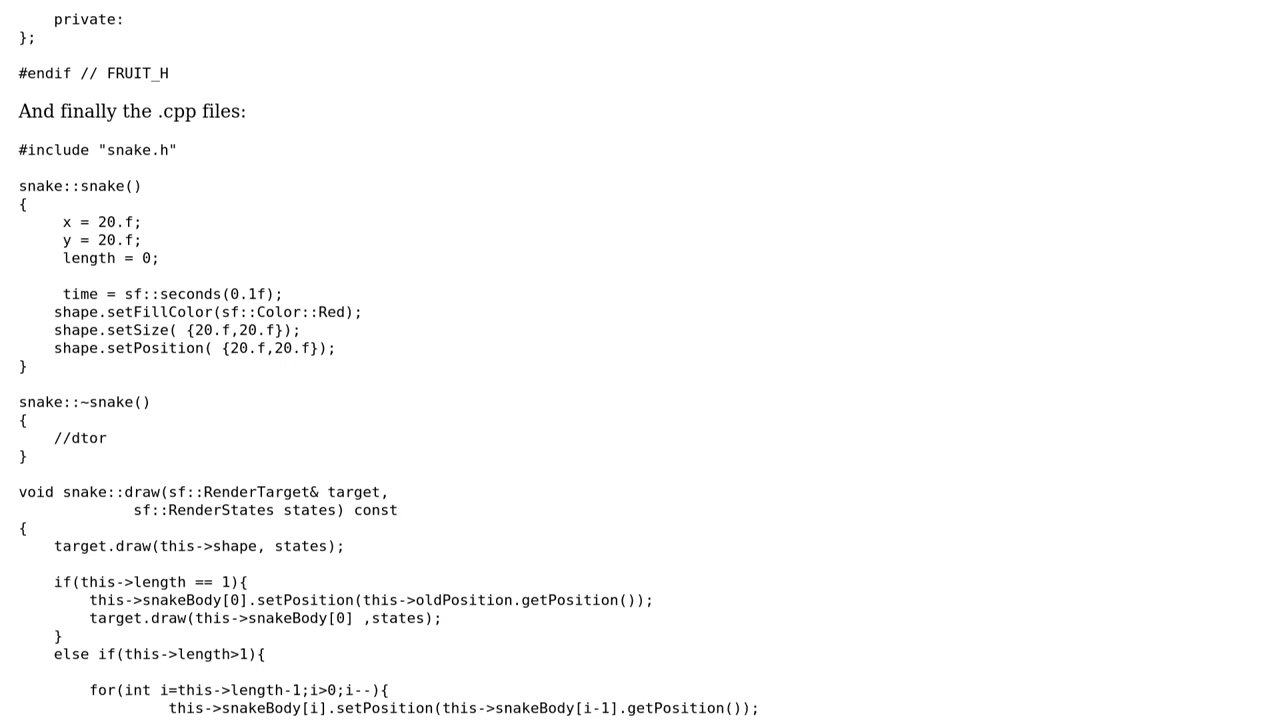 private:
};

#endif // FRUIT_H

And finally the .cpp files:

#include "snake.h"

snake::snake()
{
     x = 20.f;
     y = 20.f;
     length = 0;

     time = sf::seconds(0.1f);
    shape.setFillColor(sf::Color::Red);
    shape.setSize( {20.f,20.f});
    shape.setPosition( {20.f,20.f});
}

snake::~snake()
{
    //dtor
}

void snake::draw(sf::RenderTarget& target,
             sf::RenderStates states) const
{
    target.draw(this->shape, states);

    if(this->length == 1){
        this->snakeBody[0].setPosition(this->oldPosition.getPosition());
        target.draw(this->snakeBody[0] ,states);
    }
    else if(this->length>1){

        for(int i=this->length-1;i>0;i--){
                 this->snakeBody[i].setPosition(this->snakeBody[i-1].getPosition());